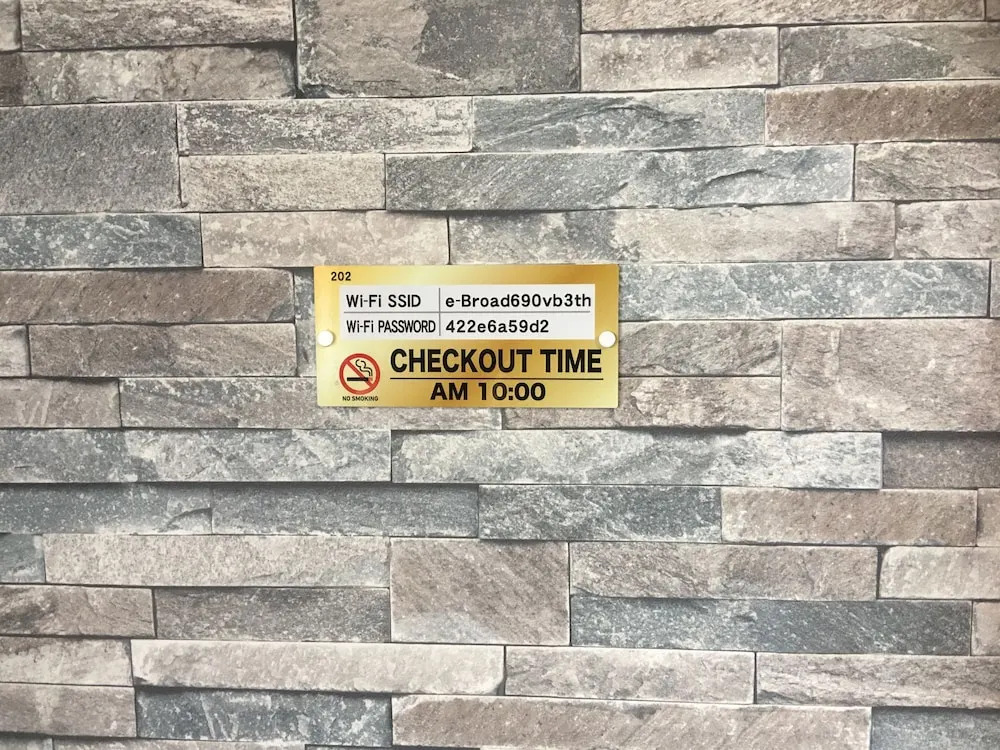 202
Wi-Fi SSID e-Broad690vb3th
Wi-Fi PASSWORD 422e6a59d2
CHECKOUT TIME
AM 10:00
NO SMOKING